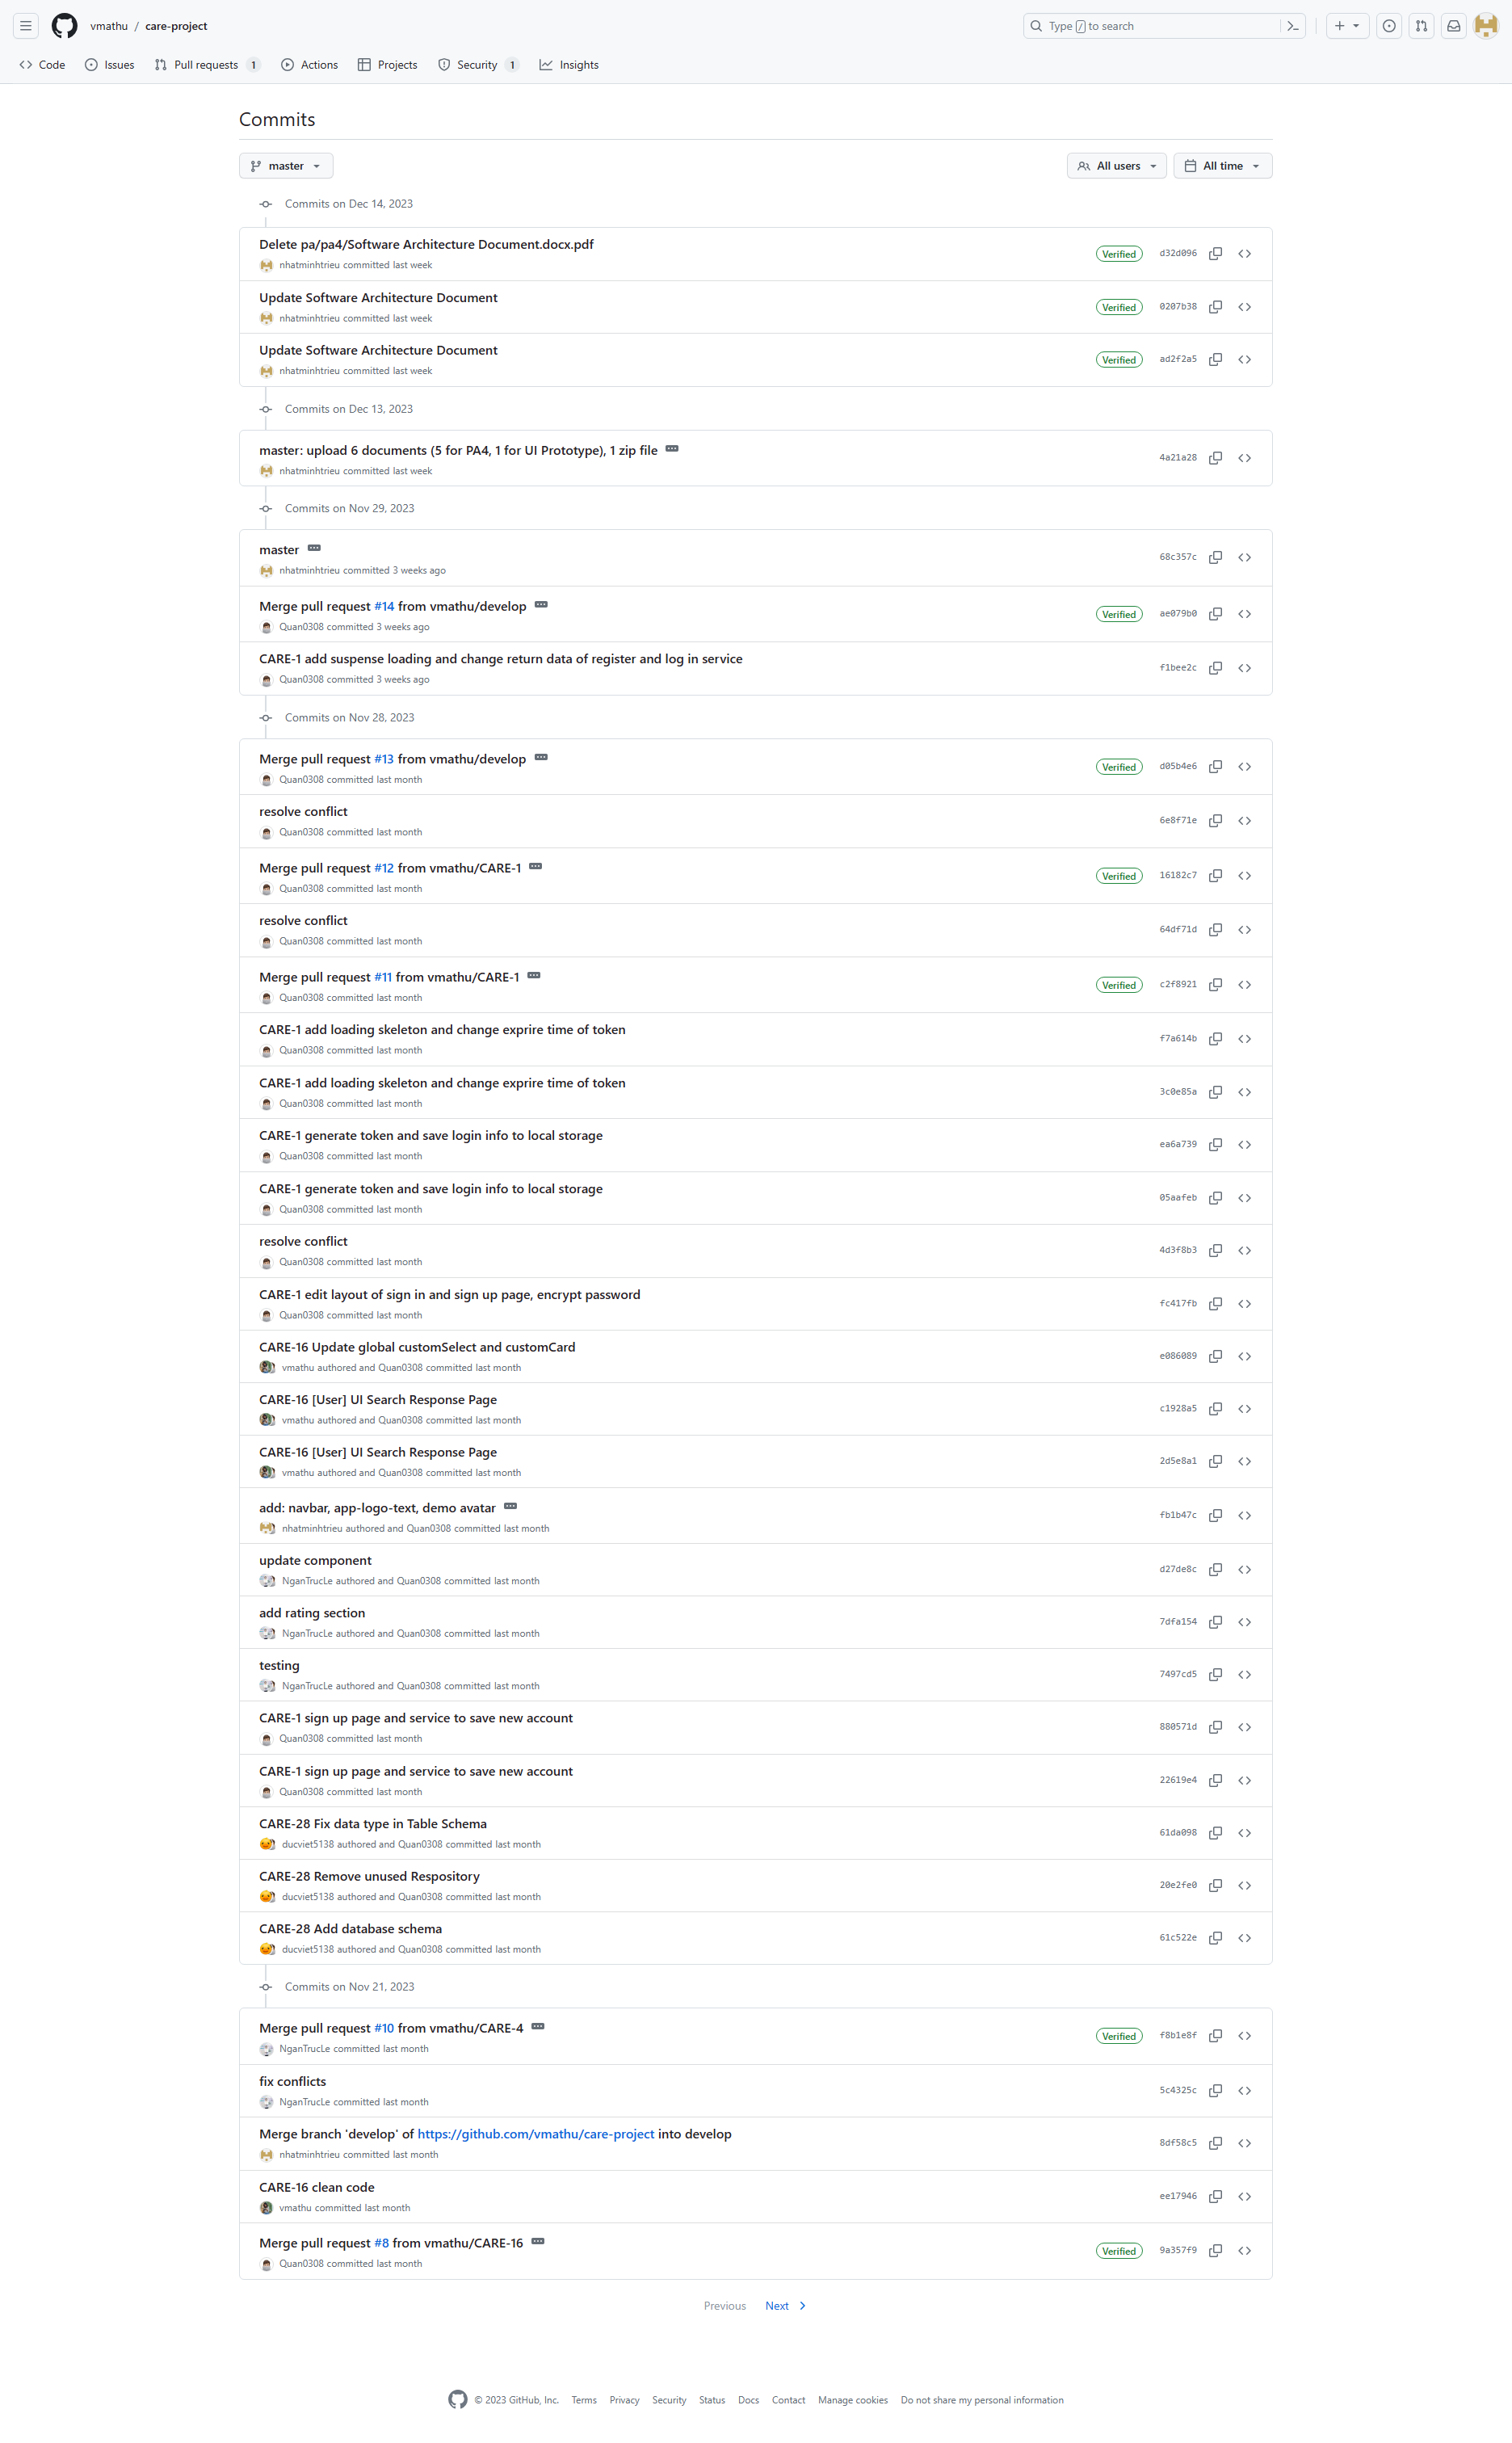 vmathu / care-project
Type / to search
Code Issues Pull requests 1 Actions Projects Security 1 Insights
Commits
master All users All time
Commits on Dec 14, 2023
Delete pa/pa4/Software Architecture Document.docx.pdf
nhatminhtrieu committed last week
Verified d32d096
Update Software Architecture Document
nhatminhtrieu committed last week
Verified 0207b38
Update Software Architecture Document
nhatminhtrieu committed last week
Verified ad2f2a5
Commits on Dec 13, 2023
master: upload 6 documents (5 for PA4, 1 for UI Prototype), 1 zip file
nhatminhtrieu committed last week
4a21a28
Commits on Nov 29, 2023
master
nhatminhtrieu committed 3 weeks ago
68c357c
Merge pull request #14 from vmathu/develop
Quan0308 committed 3 weeks ago
Verified ae079b0
CARE-1 add suspense loading and change return data of register and log in service
Quan0308 committed 3 weeks ago
f1bee2c
Commits on Nov 28, 2023
Merge pull request #13 from vmathu/develop
Quan0308 committed last month
Verified d05b4e6
resolve conflict
Quan0308 committed last month
6e8f71e
Merge pull request #12 from vmathu/CARE-1
Quan0308 committed last month
Verified 16182c7
resolve conflict
Quan0308 committed last month
64df71d
Merge pull request #11 from vmathu/CARE-1
Quan0308 committed last month
Verified c2f8921
CARE-1 add loading skeleton and change exprire time of token
Quan0308 committed last month
f7a614b
CARE-1 add loading skeleton and change exprire time of token
Quan0308 committed last month
3c0e85a
CARE-1 generate token and save login info to local storage
Quan0308 committed last month
ea6a739
CARE-1 generate token and save login info to local storage
Quan0308 committed last month
05aafeb
resolve conflict
Quan0308 committed last month
4d3f8b3
CARE-1 edit layout of sign in and sign up page, encrypt password
Quan0308 committed last month
fc417fb
CARE-16 Update global customSelect and customCard
vmathu authored and Quan0308 committed last month
e086089
CARE-16 [User] UI Search Response Page
vmathu authored and Quan0308 committed last month
c1928a5
CARE-16 [User] UI Search Response Page
vmathu authored and Quan0308 committed last month
2d5e8a1
add: navbar, app-logo-text, demo avatar
nhatminhtrieu authored and Quan0308 committed last month
fb1b47c
update component
NganTrucLe authored and Quan0308 committed last month
d27de8c
add rating section
NganTrucLe authored and Quan0308 committed last month
7dfa154
testing
NganTrucLe authored and Quan0308 committed last month
7497cd5
CARE-1 sign up page and service to save new account
Quan0308 committed last month
880571d
CARE-1 sign up page and service to save new account
Quan0308 committed last month
22619e4
CARE-28 Fix data type in Table Schema
ducviet5138 authored and Quan0308 committed last month
61da098
CARE-28 Remove unused Respository
ducviet5138 authored and Quan0308 committed last month
20e2fe0
CARE-28 Add database schema
ducviet5138 authored and Quan0308 committed last month
61c522e
Commits on Nov 21, 2023
Merge pull request #10 from vmathu/CARE-4
NganTrucLe committed last month
Verified f8b1e8f
fix conflicts
NganTrucLe committed last month
5c4325c
Merge branch 'develop' of https://github.com/vmathu/care-project into develop
nhatminhtrieu committed last month
8df58c5
CARE-16 clean code
vmathu committed last month
ee17946
Merge pull request #8 from vmathu/CARE-16
Quan0308 committed last month
Verified 9a357f9
Previous Next
© 2023 GitHub, Inc. Terms Privacy Security Status Docs Contact Manage cookies Do not share my personal information